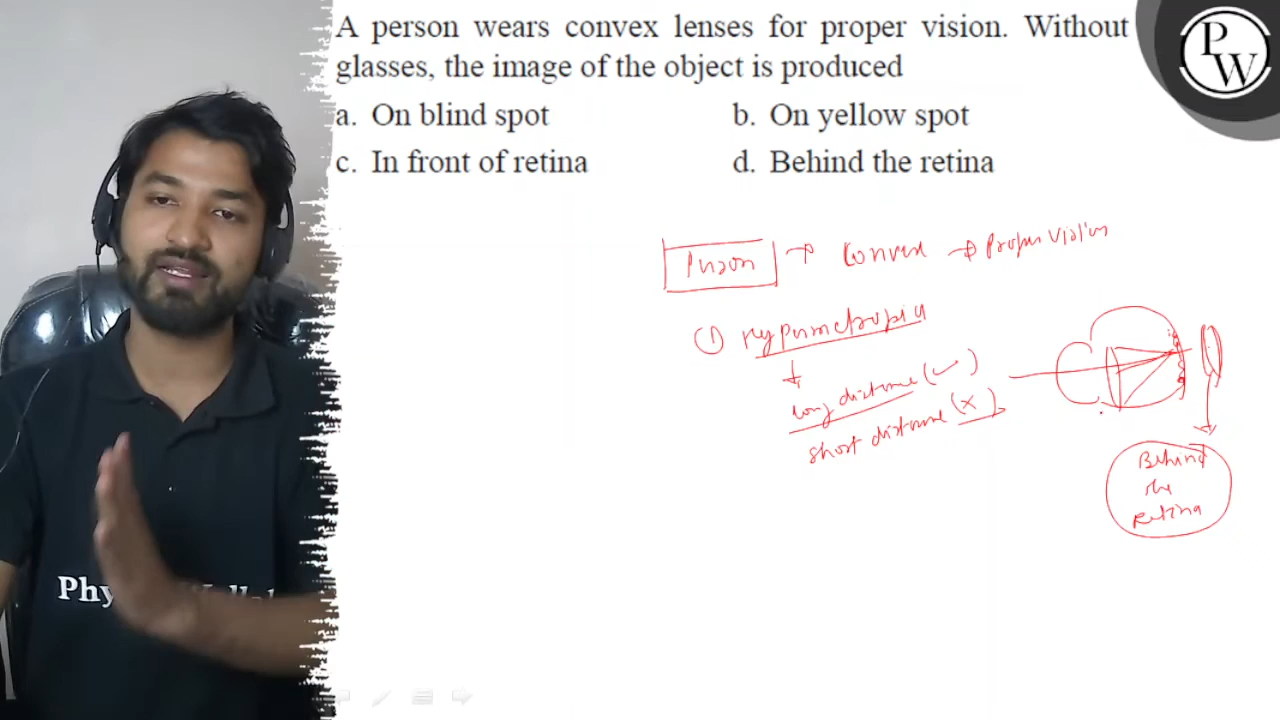 A person wears convex lenses for proper vision. Without
glasses, the image of the object is produced
a. On blind spot
b. On yellow spot
c. In front of retina
d. Behind the retina
PW
Person → Convex → Proper Vision
① Hypermetropia
long distance (✓)
short distance (×)
Behind
the
Retina
Phy